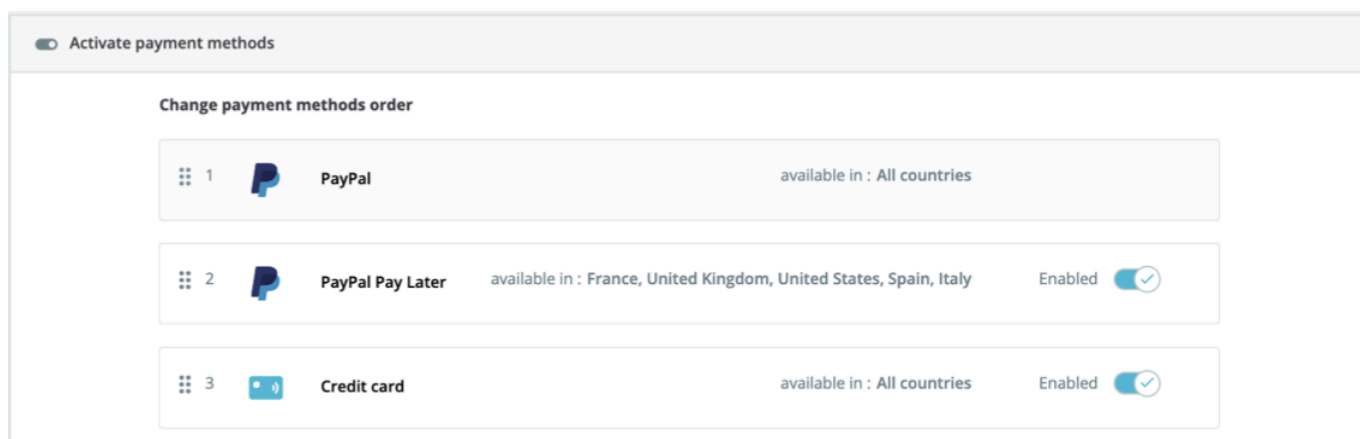 Activate payment methods
Change payment methods order
1 PayPal available in : All countries
2 PayPal Pay Later available in : France, United Kingdom, United States, Spain, Italy Enabled
3 Credit card available in : All countries Enabled